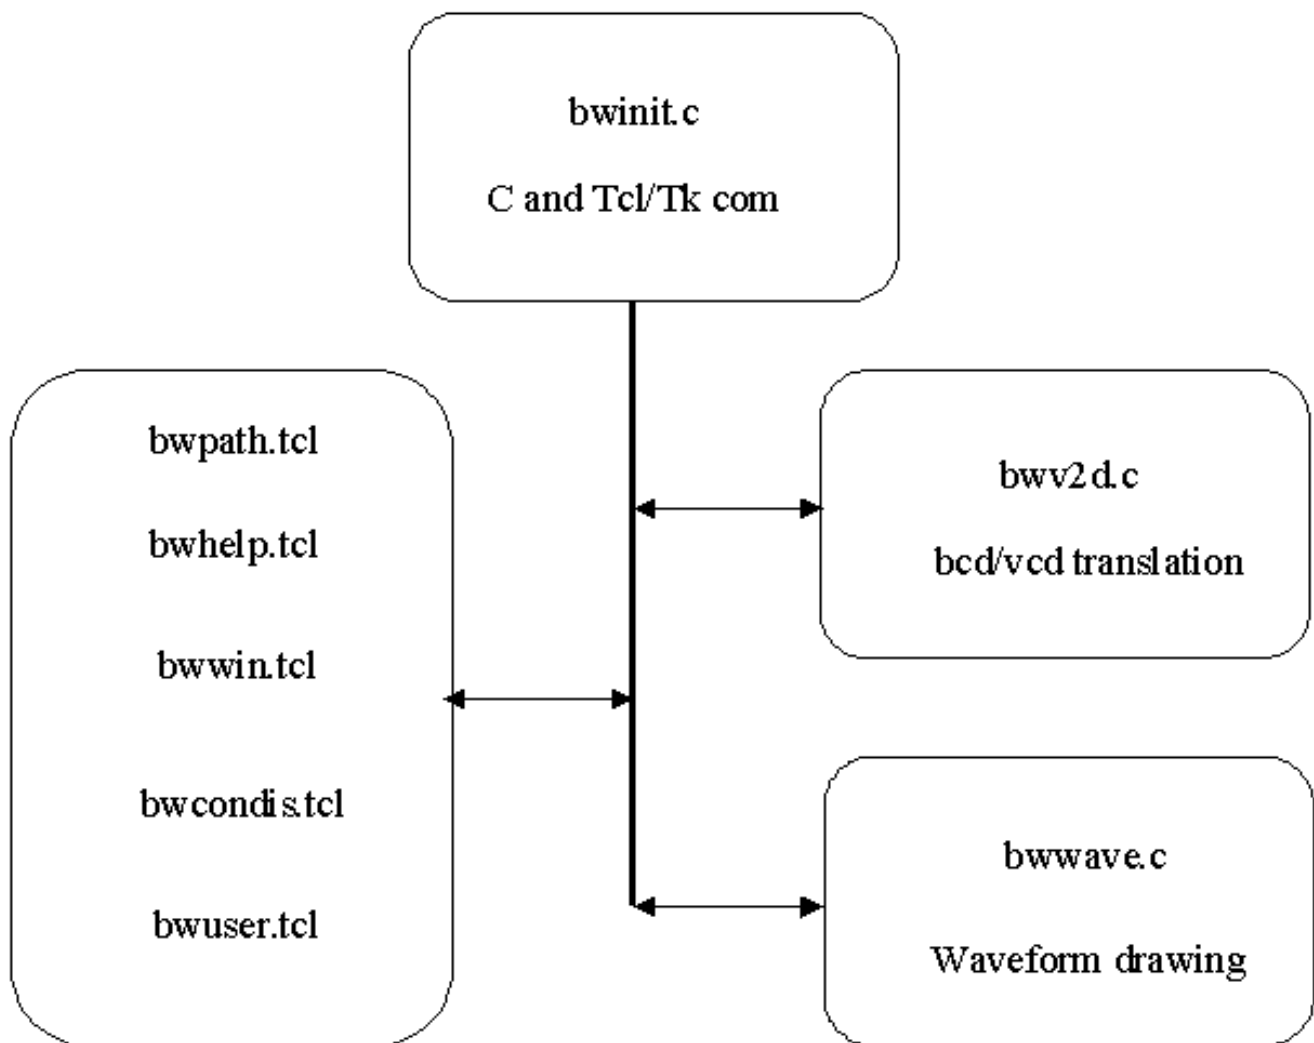 bwinit.c
C and Tcl/Tk com
bwpath.tcl
bwhelp.tcl
bwwin.tcl
bwcondis.tcl
bwuser.tcl
bwv2d.c
bcd/vcd translation
bwwave.c
Waveform drawing